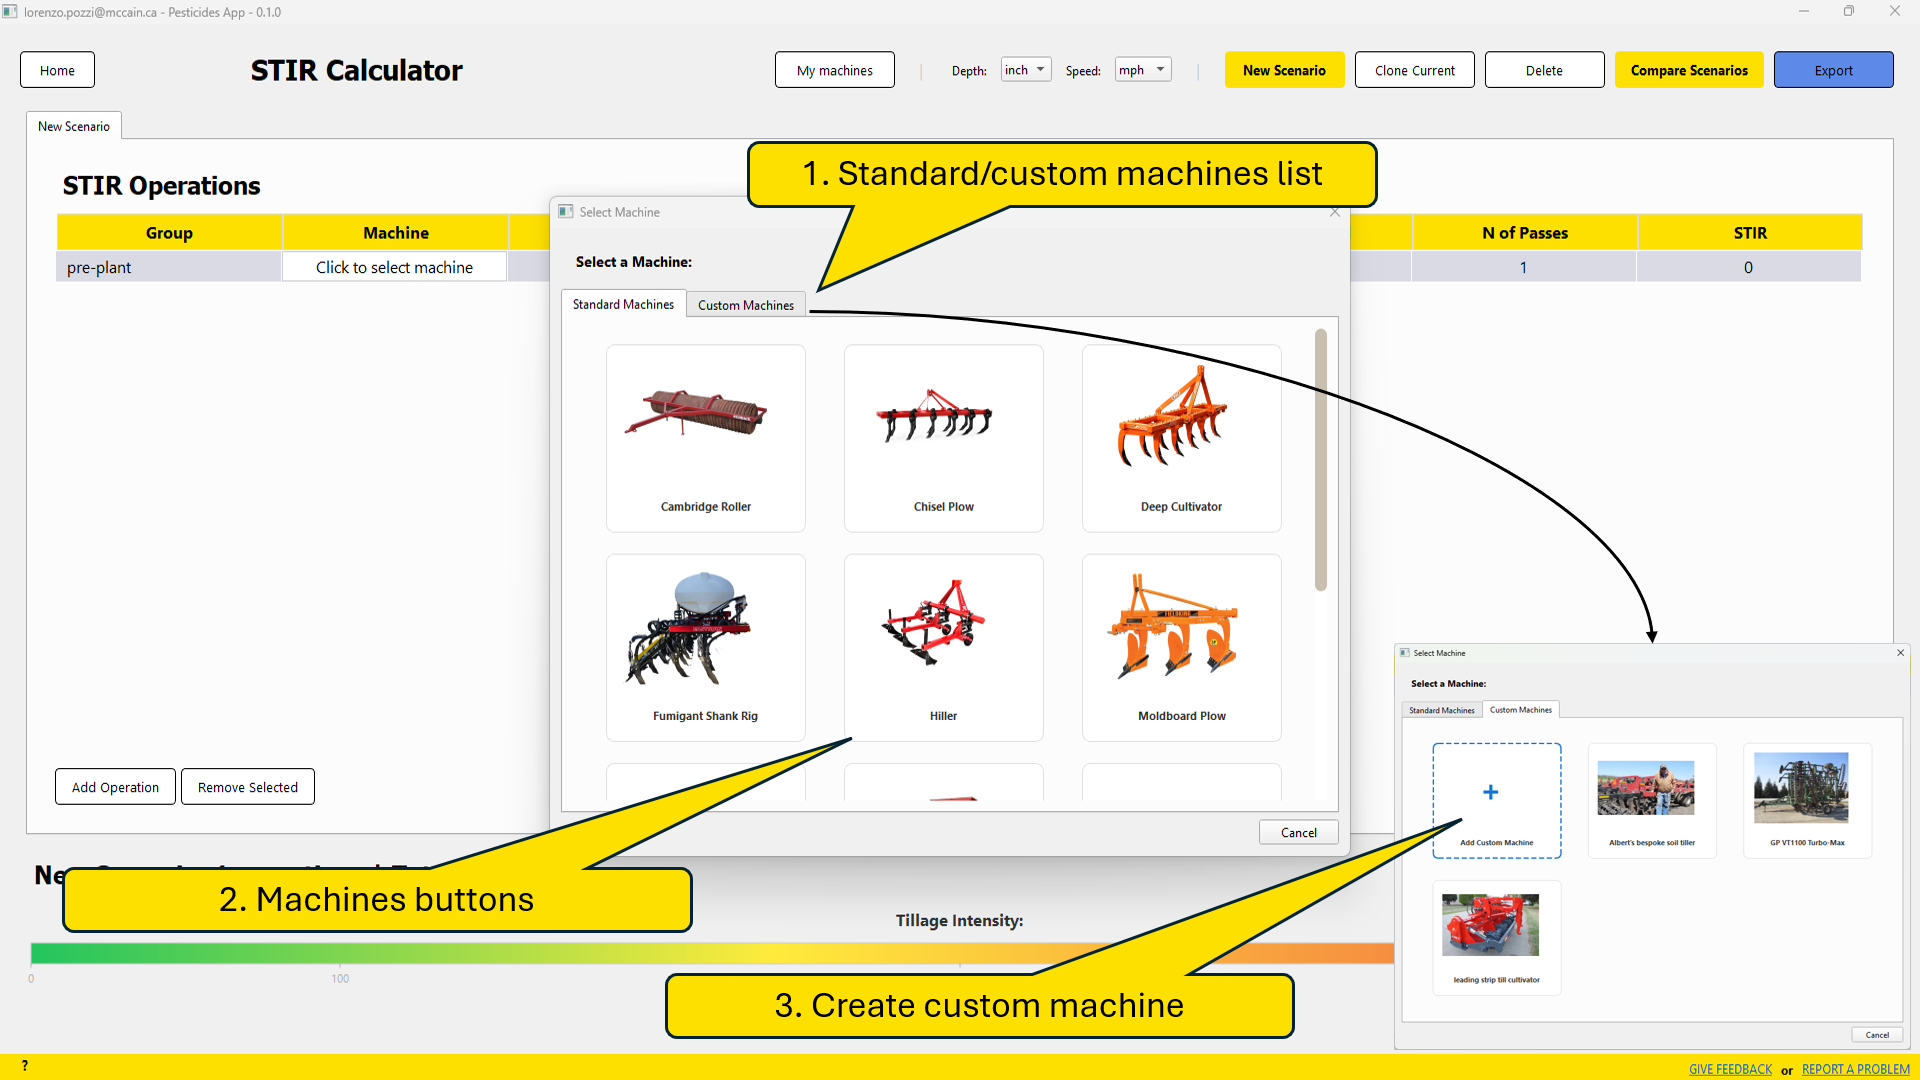 lorenzo.pozzi@mccain.ca - Pesticides App - 0.1.0
Home
STIR Calculator
My machines
Depth:
inch
Speed:
mph
New Scenario
Clone Current
Delete
Compare Scenarios
Export
New Scenario
1. Standard/custom machines list
STIR Operations
Group
Machine
N of Passes
STIR
pre-plant
Click to select machine
1
0
Select Machine
Select a Machine:
Standard Machines
Custom Machines
Cambridge Roller
Chisel Plow
Deep Cultivator
Fumigant Shank Rig
Hiller
Moldboard Plow
Cancel
Add Operation
Remove Selected
2. Machines buttons
Tillage Intensity:
0
100
3. Create custom machine
Select Machine
Select a Machine:
Standard Machines
Custom Machines
+
Add Custom Machine
Albert's bespoke soil tiller
GP VT1100 Turbo-Max
leading strip till cultivator
Cancel
?
GIVE FEEDBACK or REPORT A PROBLEM